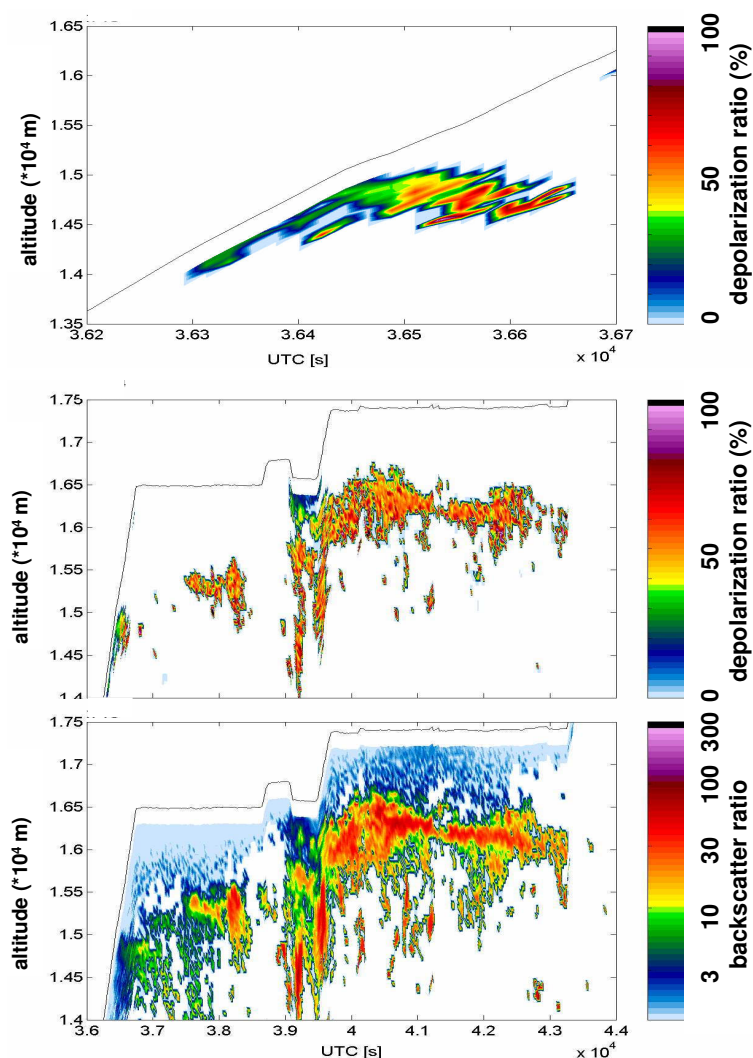 1.65
1.6
1.55
1.5
1.45
1.4
1.35
altitude (*10⁴ m)
3.62 3.63 3.64 3.65 3.66 3.67
UTC [s]
x 10⁴
100
50
0
depolarization ratio (%)
1.75
1.7
1.65
1.6
1.55
1.5
1.45
1.4
altitude (*10⁴ m)
100
50
0
depolarization ratio (%)
1.75
1.7
1.65
1.6
1.55
1.5
1.45
1.4
altitude (*10⁴ m)
3.6 3.7 3.8 3.9 4 4.1 4.2 4.3 4.4
UTC [s]
x 10⁴
300
100
30
10
3
backscatter ratio